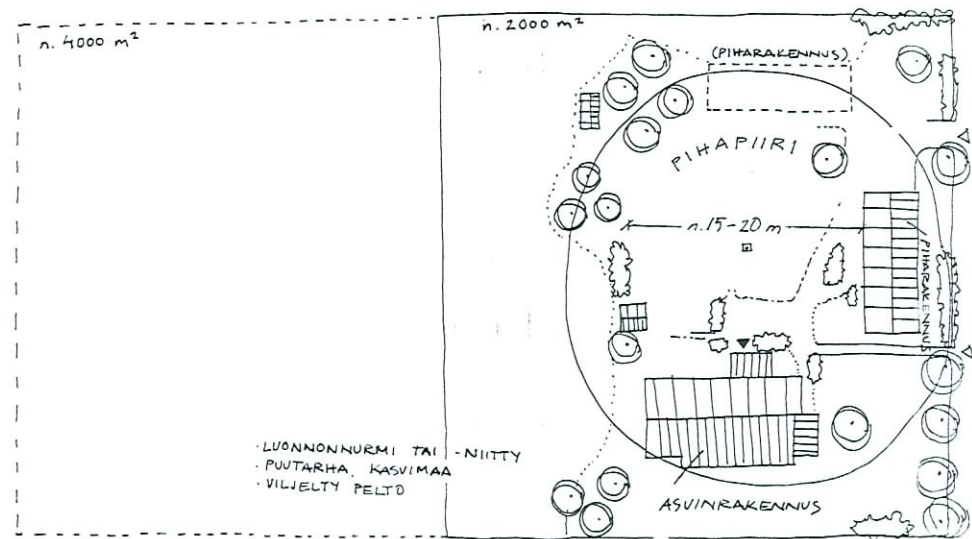 n. 4000 m²
n. 2000 m²
(PIHARAKENNUS)
PIHAPIIRI
n. 15-20 m
PIHARAKENNUS
· LUONNONNURMI TAI -NIITTY
· PUUTARHA, KASVIMAA
· VILJELTY PELTO
ASUINRAKENNUS